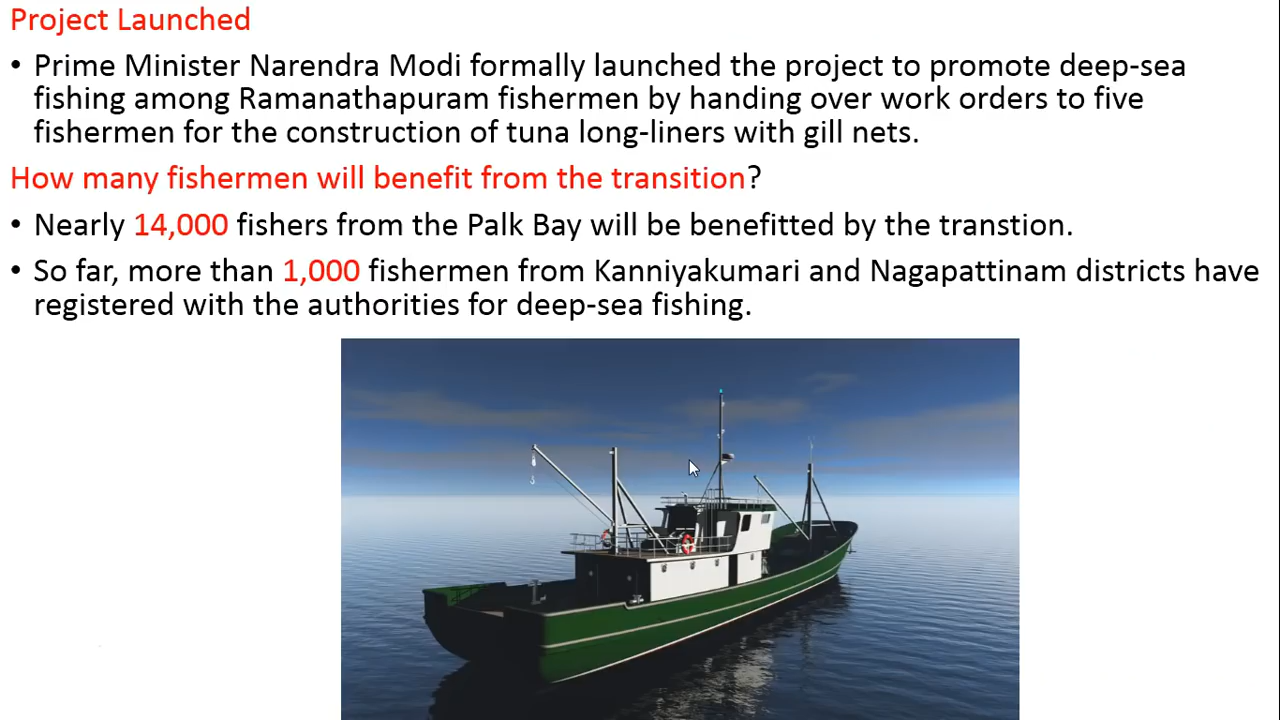 Project Launched
• Prime Minister Narendra Modi formally launched the project to promote deep-sea
fishing among Ramanathapuram fishermen by handing over work orders to five
fishermen for the construction of tuna long-liners with gill nets.
How many fishermen will benefit from the transition?
• Nearly 14,000 fishers from the Palk Bay will be benefitted by the transtion.
• So far, more than 1,000 fishermen from Kanniyakumari and Nagapattinam districts have
registered with the authorities for deep-sea fishing.